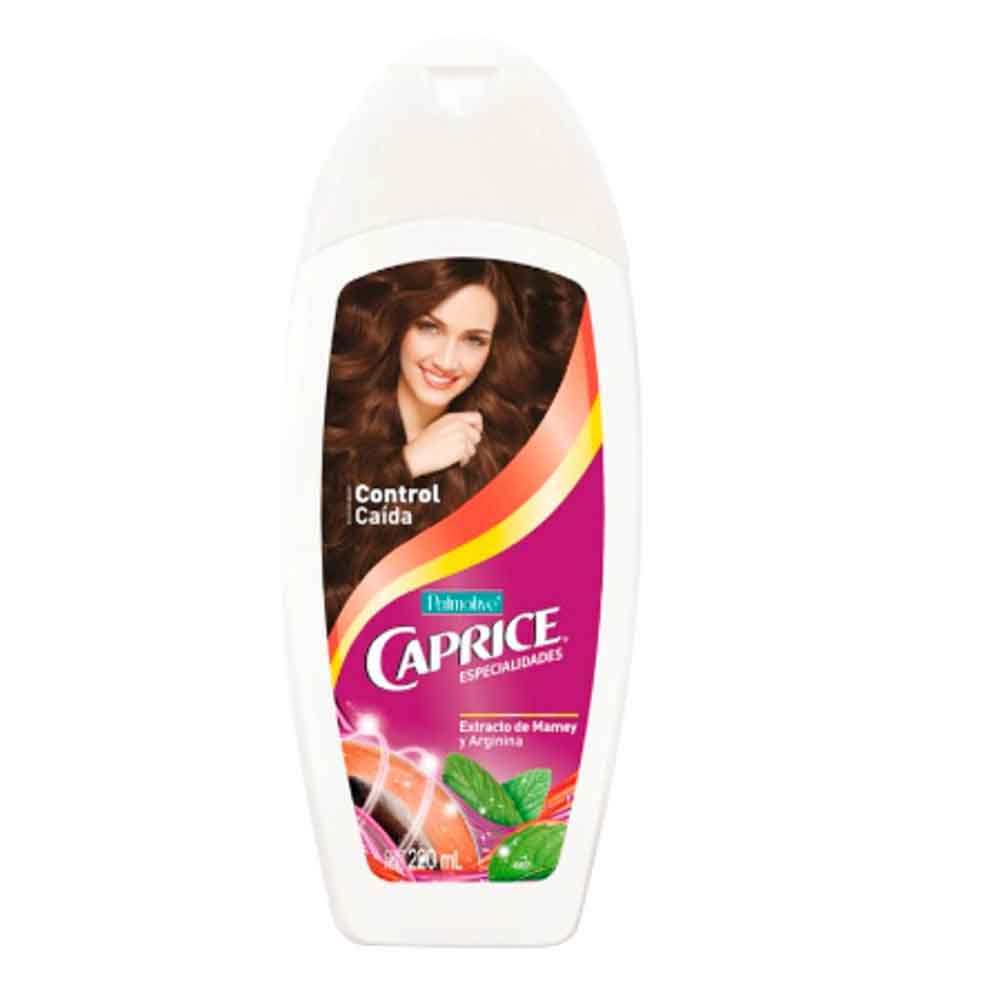 Control
Caída
Palmolive
CAPRICE
ESPECIALIDADES
Extracto de Mamey
y Arginina
220 mL